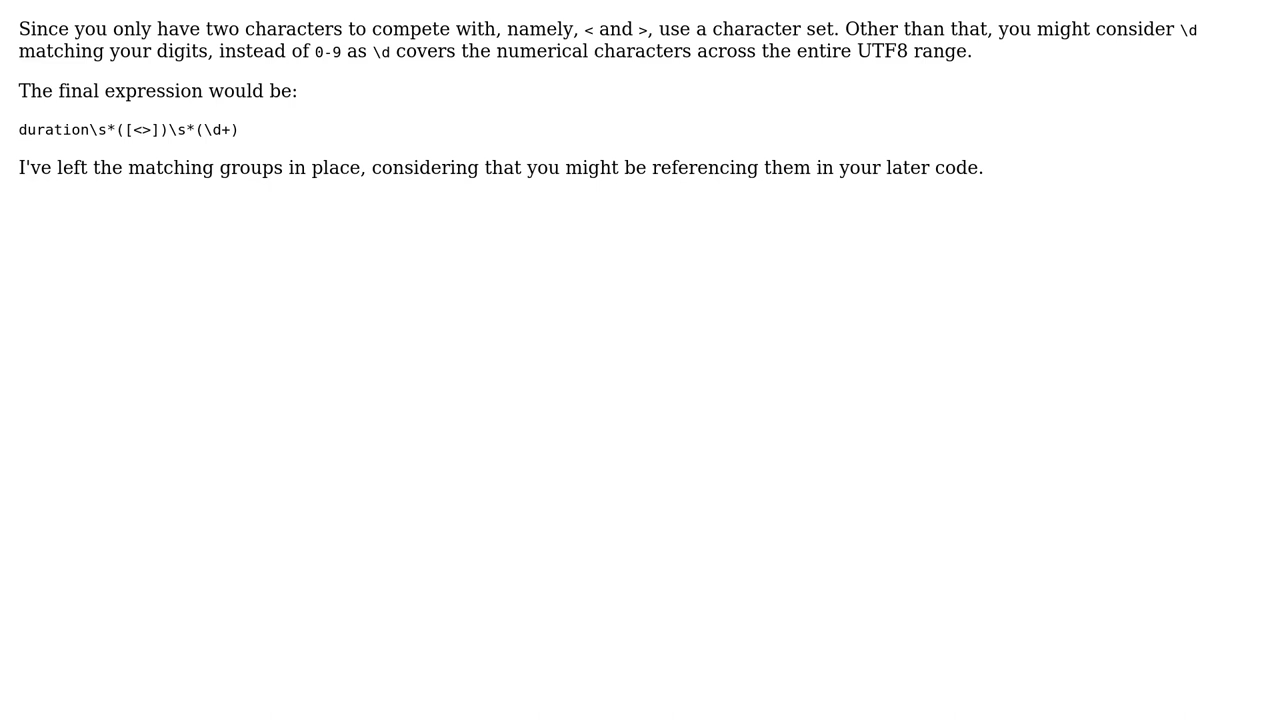 Since you only have two characters to compete with, namely, < and >, use a character set. Other than that, you might consider \d
matching your digits, instead of 0-9 as \d covers the numerical characters across the entire UTF8 range.
The final expression would be:
duration\s*([<>])\s*(\d+)
I've left the matching groups in place, considering that you might be referencing them in your later code.